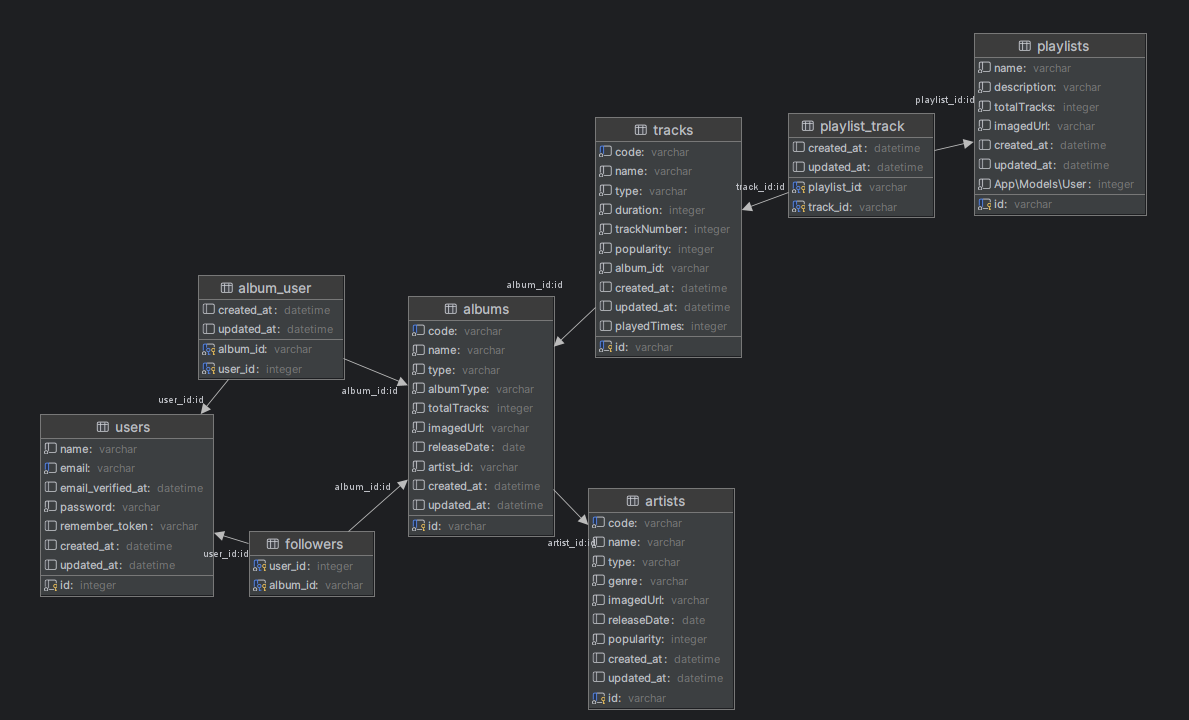 playlists
name: varchar
description: varchar
totalTracks: integer
imagedUrl: varchar
created_at: datetime
updated_at: datetime
App\Models\User: integer
id: varchar
playlist_id:id
playlist_track
created_at: datetime
updated_at: datetime
playlist_id: varchar
track_id: varchar
track_id:id
tracks
code: varchar
name: varchar
type: varchar
duration: integer
trackNumber: integer
popularity: integer
album_id: varchar
created_at: datetime
updated_at: datetime
playedTimes: integer
id: varchar
album_id:id
album_user
created_at: datetime
updated_at: datetime
album_id: varchar
user_id: integer
album_id:id
user_id:id
albums
code: varchar
name: varchar
type: varchar
albumType: varchar
totalTracks: integer
imagedUrl: varchar
releaseDate: date
artist_id: varchar
created_at: datetime
updated_at: datetime
id: varchar
users
name: varchar
email: varchar
email_verified_at: datetime
password: varchar
remember_token: varchar
created_at: datetime
updated_at: datetime
id: integer
album_id:id
user_id:id
followers
user_id: integer
album_id: varchar
artist_id:id
artists
code: varchar
name: varchar
type: varchar
genre: varchar
imagedUrl: varchar
releaseDate: date
popularity: integer
created_at: datetime
updated_at: datetime
id: varchar